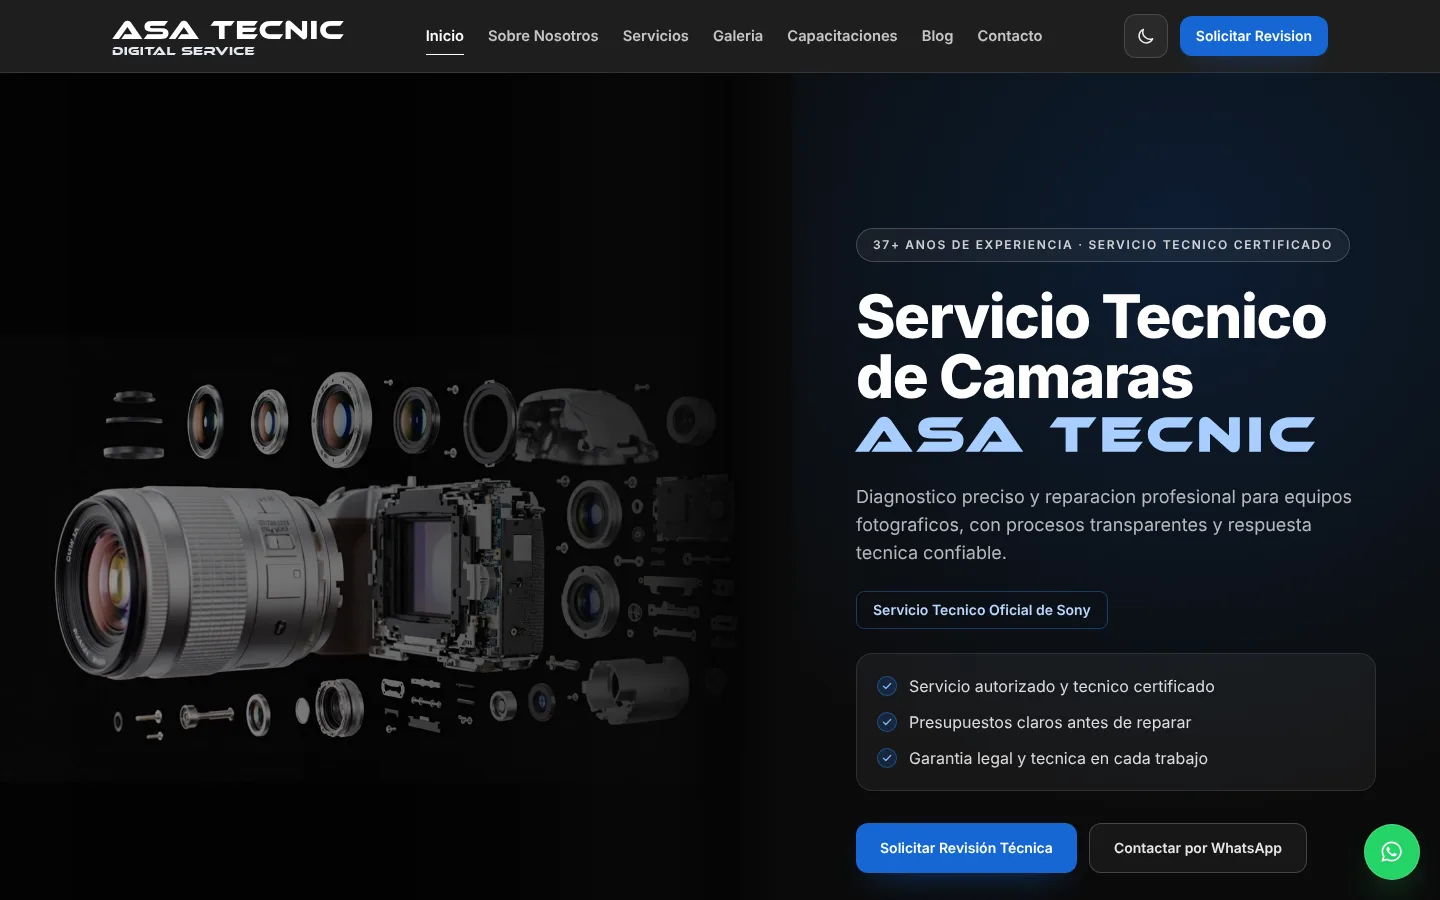 ASA TECNIC
DIGITAL SERVICE
Inicio
Sobre Nosotros
Servicios
Galeria
Capacitaciones
Blog
Contacto
Solicitar Revision
37+ ANOS DE EXPERIENCIA · SERVICIO TECNICO CERTIFICADO
Servicio Tecnico
de Camaras
ASA TECNIC
Diagnostico preciso y reparacion profesional para equipos
fotograficos, con procesos transparentes y respuesta
tecnica confiable.
Servicio Tecnico Oficial de Sony
Servicio autorizado y tecnico certificado
Presupuestos claros antes de reparar
Garantia legal y tecnica en cada trabajo
Solicitar Revisión Técnica
Contactar por WhatsApp